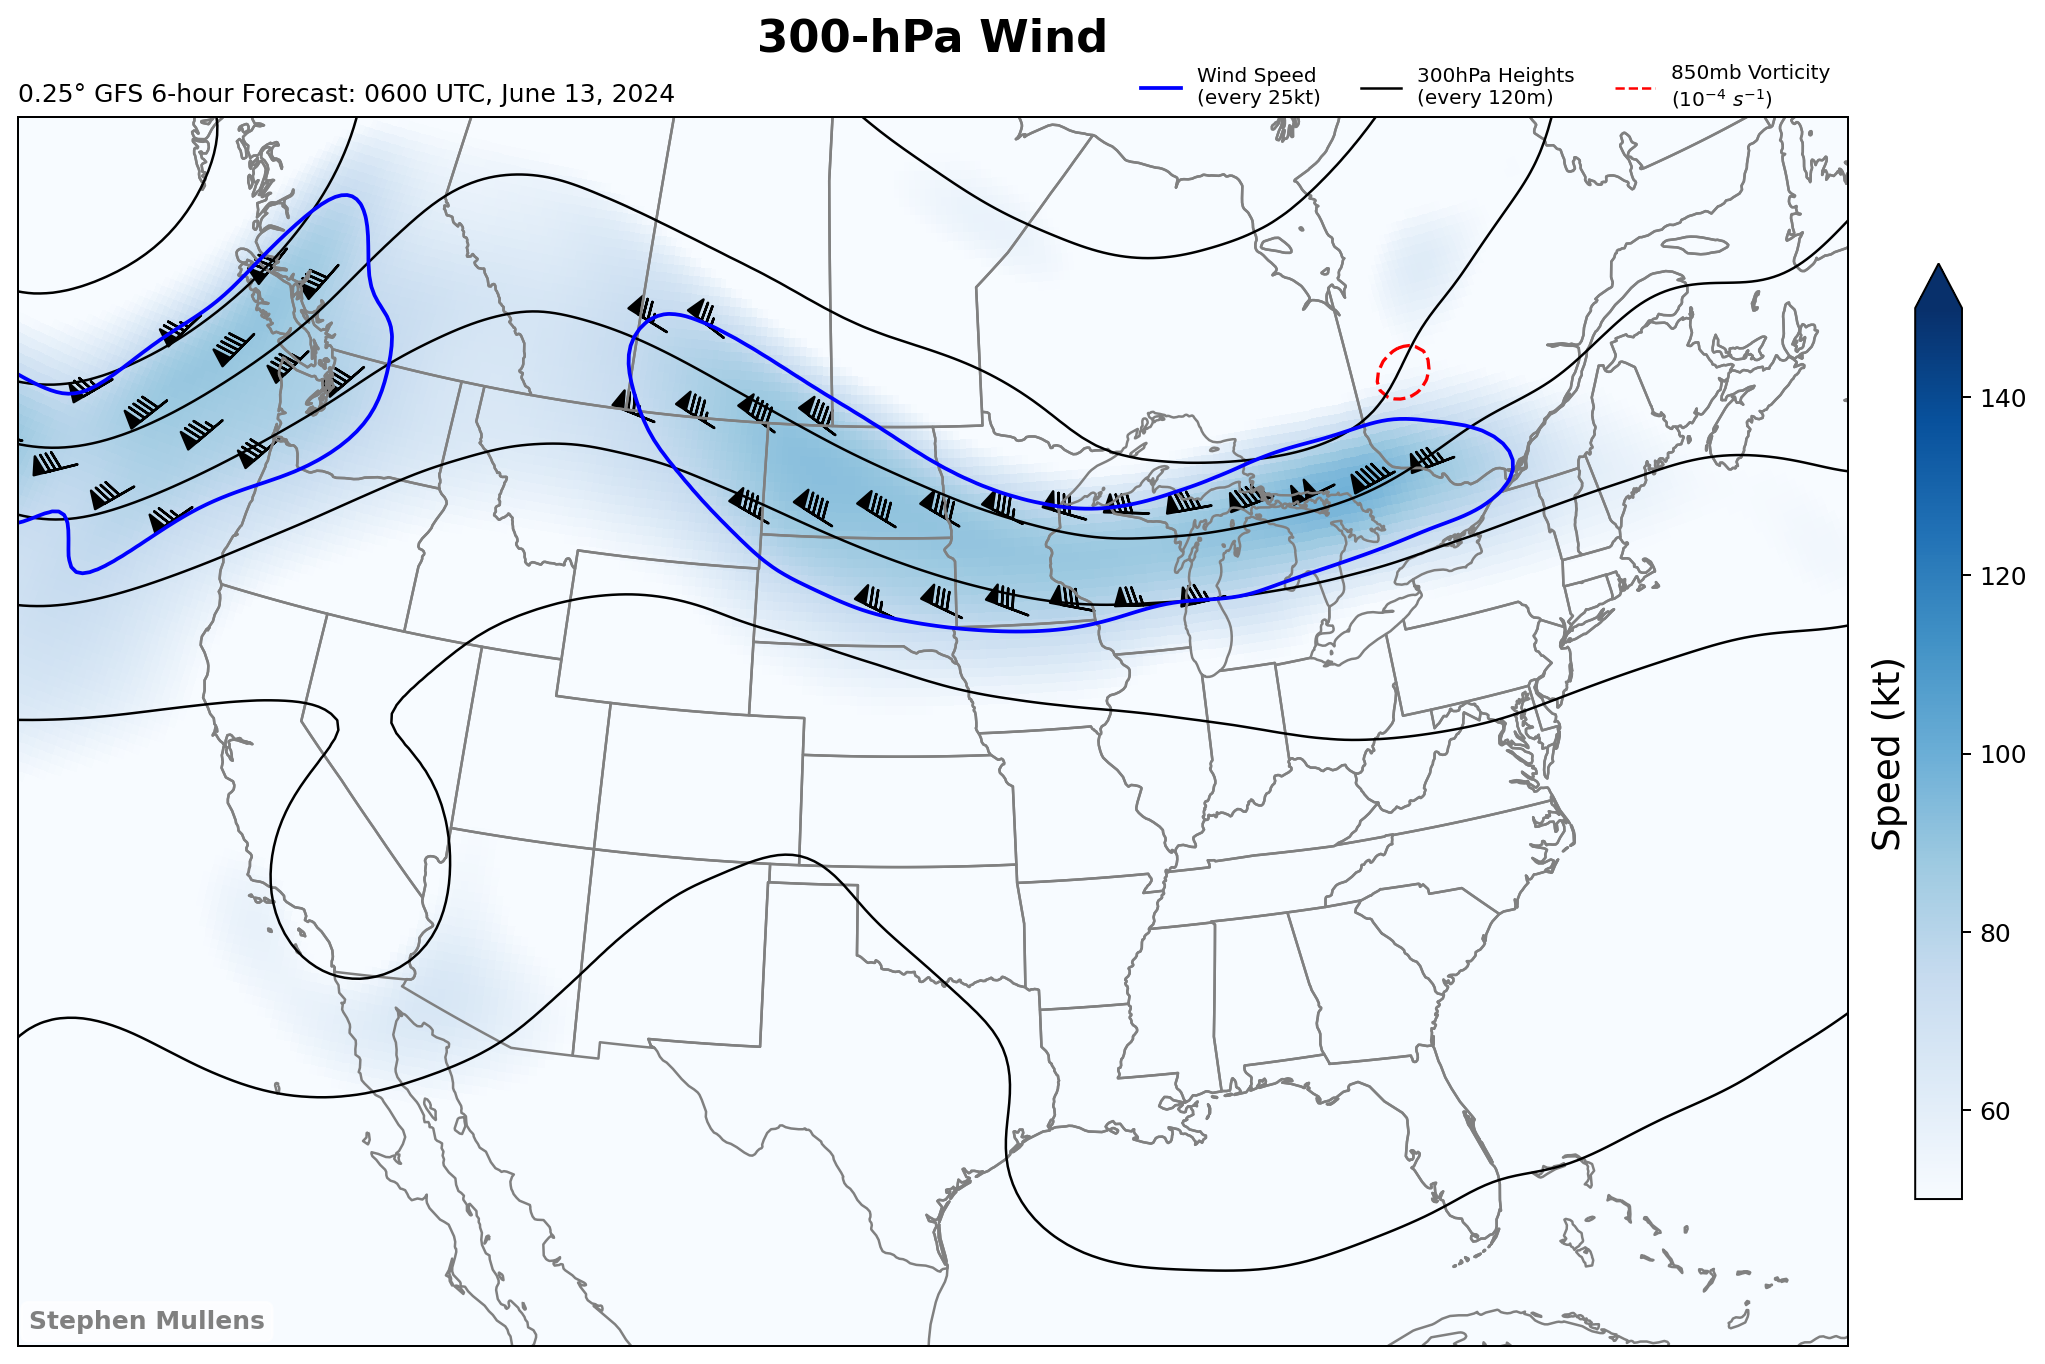 300-hPa Wind
0.25° GFS 6-hour Forecast: 0600 UTC, June 13, 2024
Wind Speed
(every 25kt)
300hPa Heights
(every 120m)
850mb Vorticity
(10⁻⁴ s⁻¹)
140
120
100
80
60
Speed (kt)
Stephen Mullens